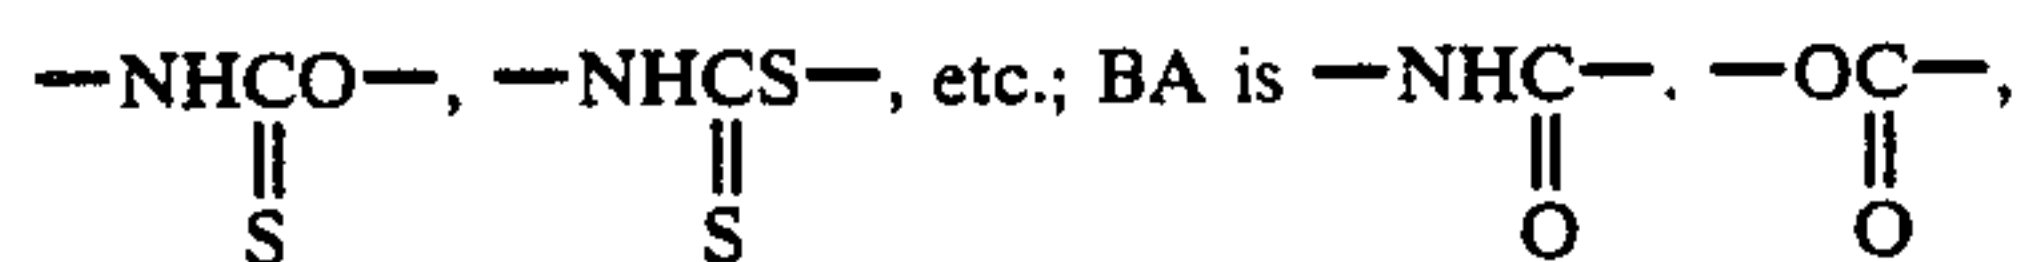 —NHCO—, —NHCS—, etc.; BA is —NHC—. —OC—,
|| || || ||
S S O O